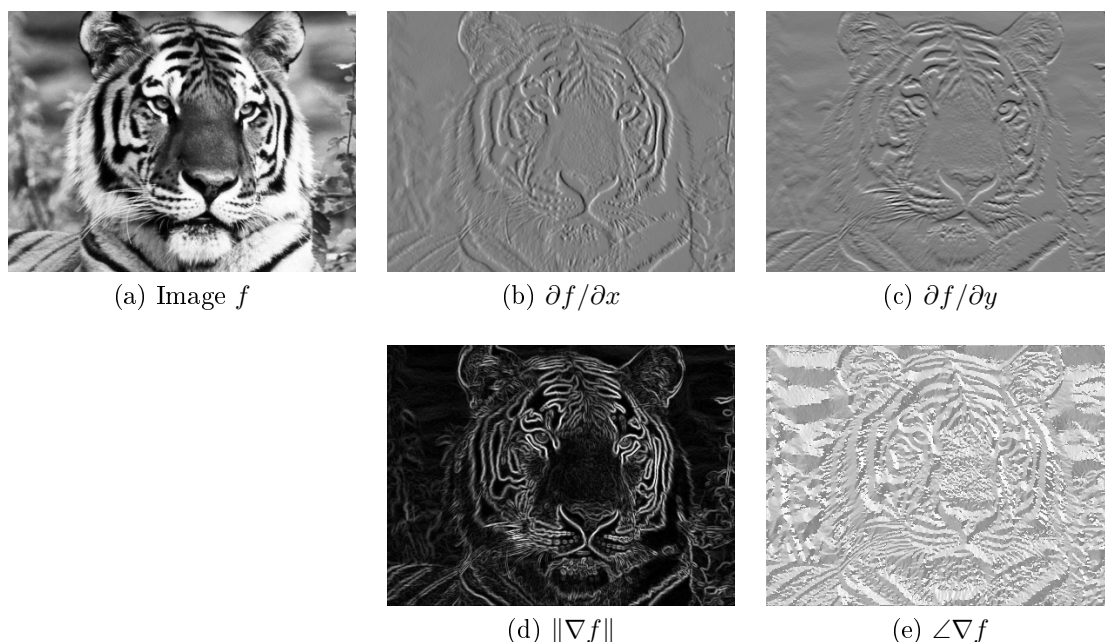 (a) Image f
(b) ∂f/∂x
(c) ∂f/∂y
(d) ‖∇f‖
(e) ∠∇f